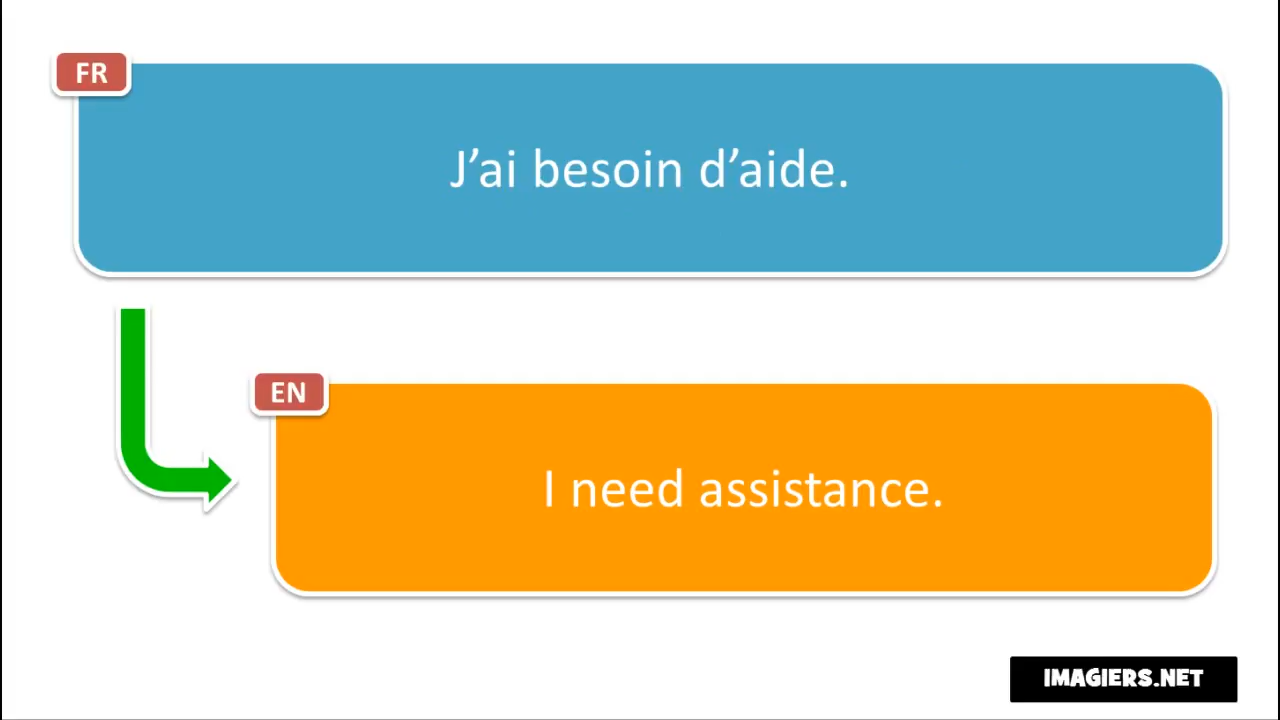 FR
J’ai besoin d’aide.
EN
I need assistance.
IMAGIERS.NET